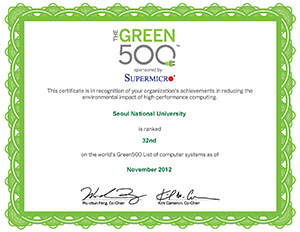 THE GREEN
500™
sponsored by
SUPERMICRO®
This certificate is in recognition of your organization's achievements in reducing the
environmental impact of high-performance computing.
Seoul National University
is ranked
32nd
on the world's Green500 List of computer systems as of
November 2012
Wu-chun Feng, Co-Chair Kirk Cameron, Co-Chair